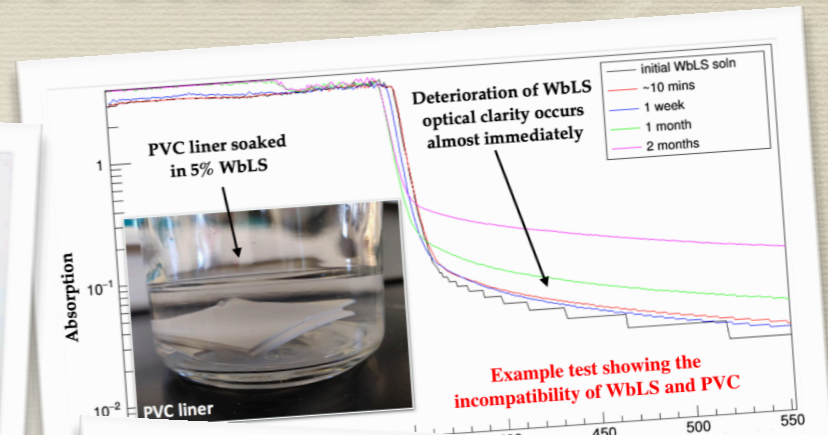 Deterioration of WbLS
optical clarity occurs
almost immediately
initial WbLS soln
~10 mins
1 week
1 month
2 months
PVC liner soaked
in 5% WbLS
1
10⁻¹
10⁻²
Absorption
PVC liner
Example test showing the
incompatibility of WbLS and PVC
450
500
550